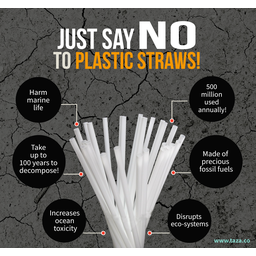 JUST SAY NO
TO PLASTIC STRAWS!
Harm
marine
life
500
million
used
annually!
Take
up to
100 years to
decompose!
Made of
precious
fossil fuels
Increases
ocean
toxicity
Disrupts
eco-systems
www.taza.co